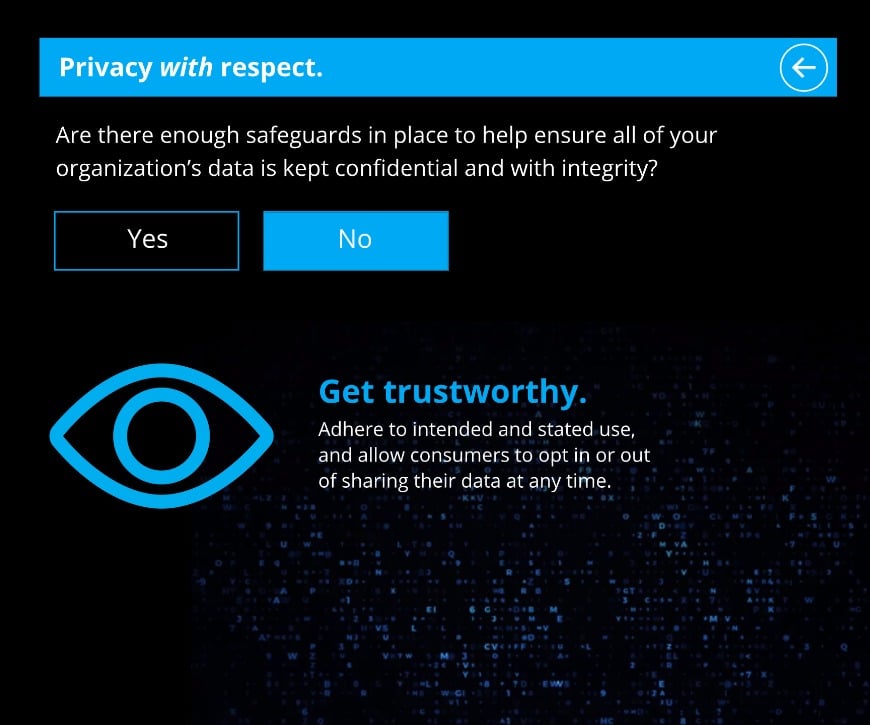 Privacy with respect.
Are there enough safeguards in place to help ensure all of your
organization’s data is kept confidential and with integrity?
Yes
No
Get trustworthy.
Adhere to intended and stated use,
and allow consumers to opt in or out
of sharing their data at any time.